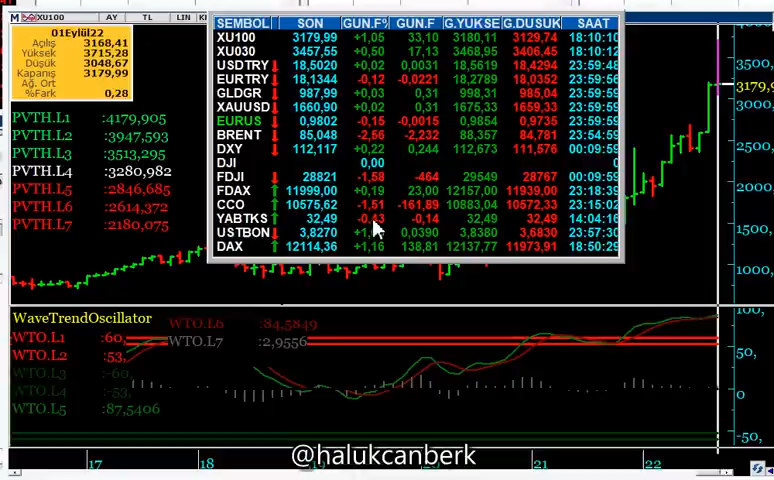 XU100 AY TL LIN K
01Eylül22
Açılış 3168,41
Yüksek 3715,28
Düşük 3048,67
Kapanış 3179,99
Ağ. Ort
%Fark 0,28
PVTH.L1 :4179,905
PVTH.L2 :3947,593
PVTH.L3 :3513,295
PVTH.L4 :3280,982
PVTH.L5 :2846,685
PVTH.L6 :2614,372
PVTH.L7 :2180,075
SEMBOL SON GUN.F% GUN.F G.YUKSE G.DUSUK SAAT
XU100 3179,99 +1,05 33,10 3180,11 3129,74 18:10:10
XU030 3457,55 +0,50 17,13 3468,95 3406,45 18:10:12
USDTRY 18,5020 +0,02 0,0031 18,5619 18,4294 23:59:48
EURTRY 18,1344 -0,12 -0,0221 18,2789 18,0352 23:59:56
GLDGR 987,99 +0,03 0,31 998,31 985,04 23:59:59
XAUUSD 1660,90 +0,02 0,31 1675,33 1659,33 23:59:59
EURUS 0,9802 -0,15 -0,0015 0,9854 0,9735 23:59:59
BRENT 85,048 -2,56 -2,232 88,357 84,781 23:54:59
DXY 112,117 +0,22 0,244 112,673 111,576 00:09:59
DJI 0,00
FDJI 28821 -1,58 -464 29549 28767 00:09:59
FDAX 11999,00 +0,19 23,00 12157,00 11939,00 23:18:39
CCO 10575,62 -1,51 -161,89 10883,04 10572,33 23:15:02
YABTKS 32,49 -0,43 -0,14 32,49 32,49 14:04:16
USTBON 3,8270 0,0390 3,8380 3,6830 23:57:30
DAX 12114,36 +1,16 138,81 12137,77 11973,91 18:50:29
3500,
3179,9
2500,
2000,
1500,
1000,
WaveTrendOscillator
WTO.L1 :60,
WTO.L2 :53,
WTO.L3 :-60,
WTO.L4 :-53,
WTO.L5 :87,5406
WTO.L6 :84,5849
WTO.L7 :2,9556
100,
50,
0
-50,
17 18 19 20 21 22
@halukcanberk